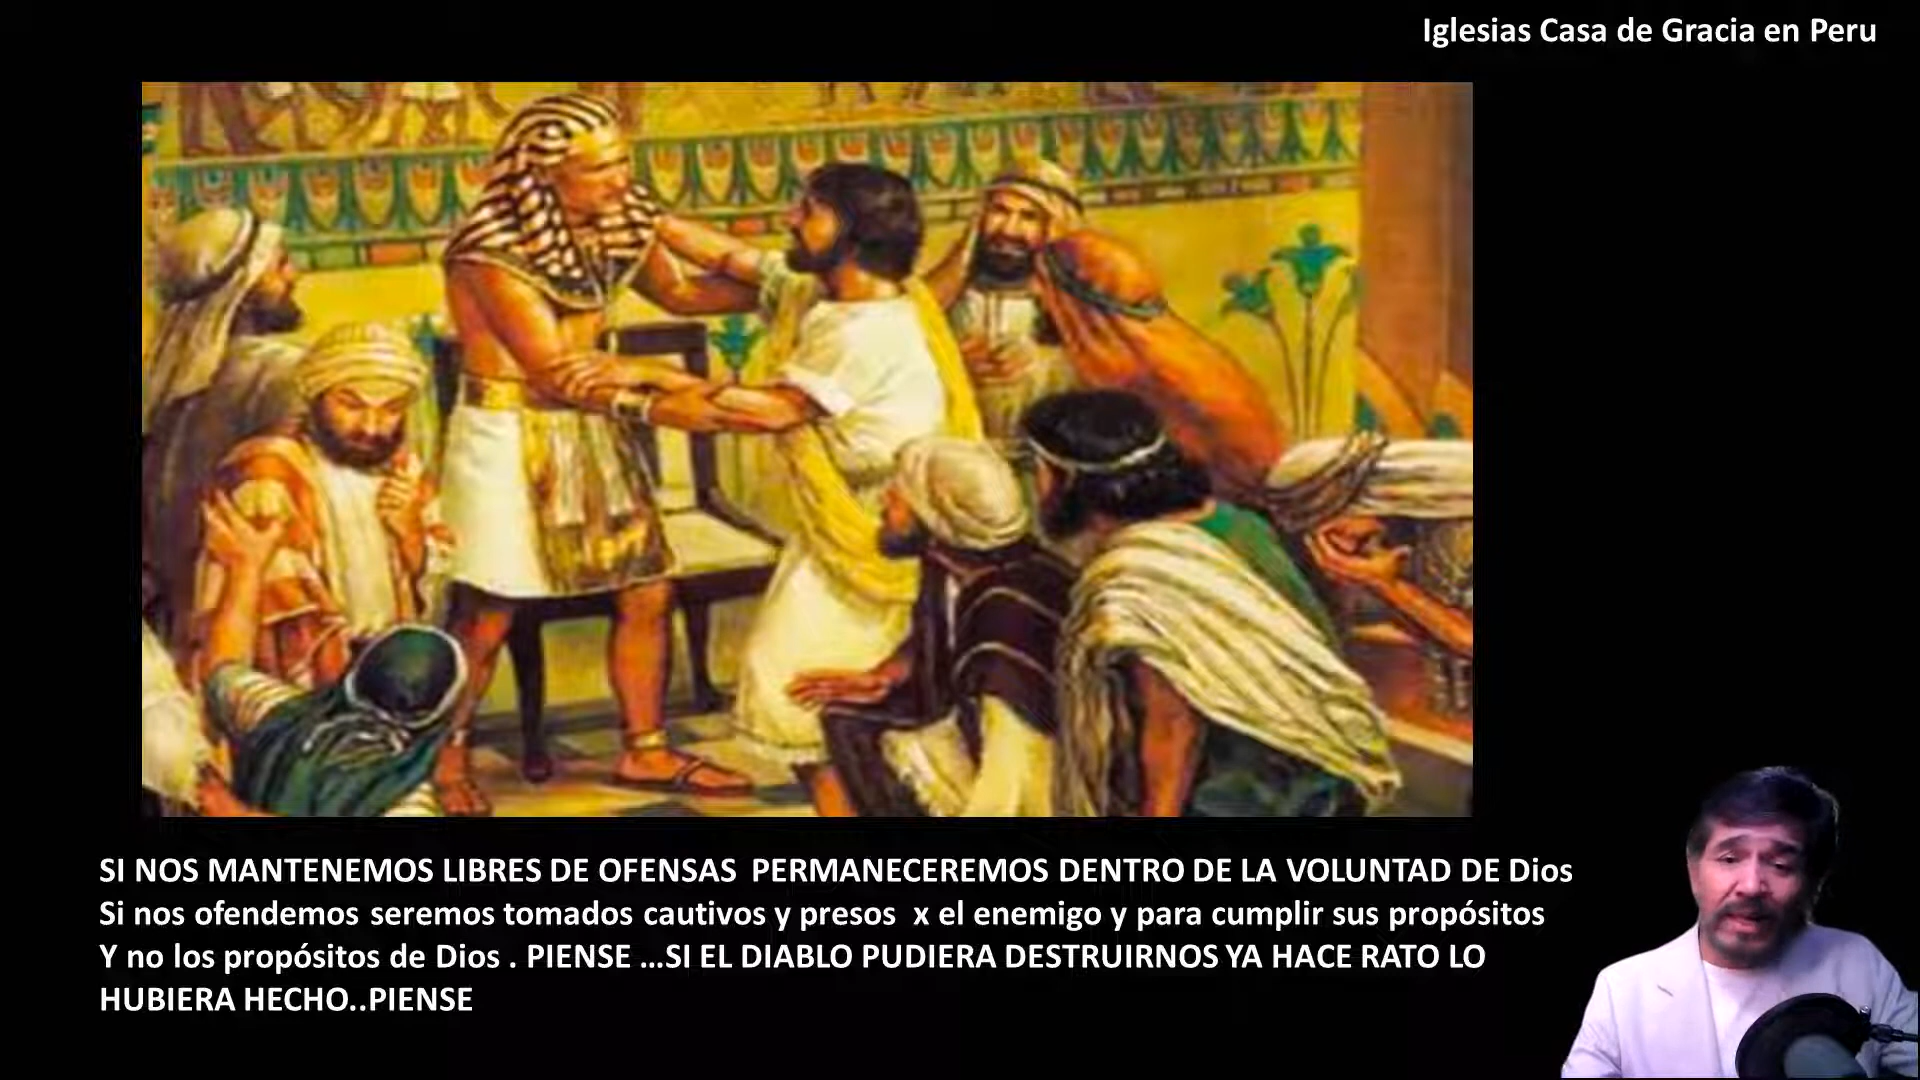 Iglesias Casa de Gracia en Peru
SI NOS MANTENEMOS LIBRES DE OFENSAS PERMANECEREMOS DENTRO DE LA VOLUNTAD DE Dios
Si nos ofendemos seremos tomados cautivos y presos x el enemigo y para cumplir sus propósitos
Y no los propósitos de Dios . PIENSE ...SI EL DIABLO PUDIERA DESTRUIRNOS YA HACE RATO LO
HUBIERA HECHO..PIENSE